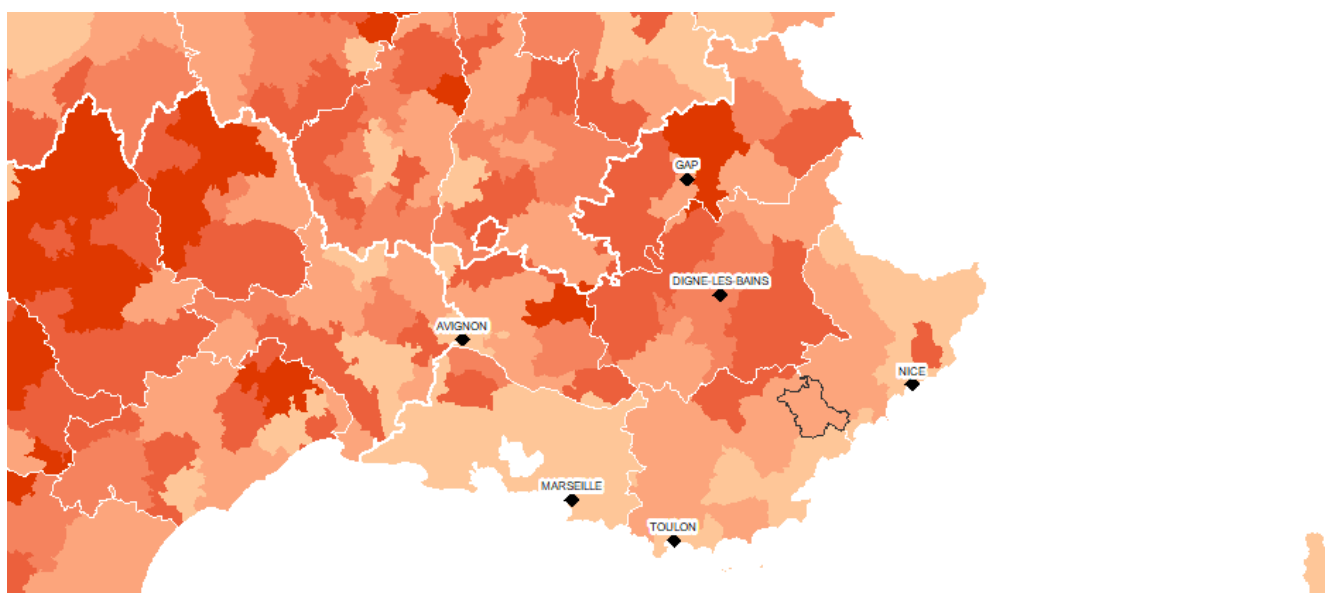 GAP
DIGNE-LES-BAINS
AVIGNON
NICE
MARSEILLE
TOULON